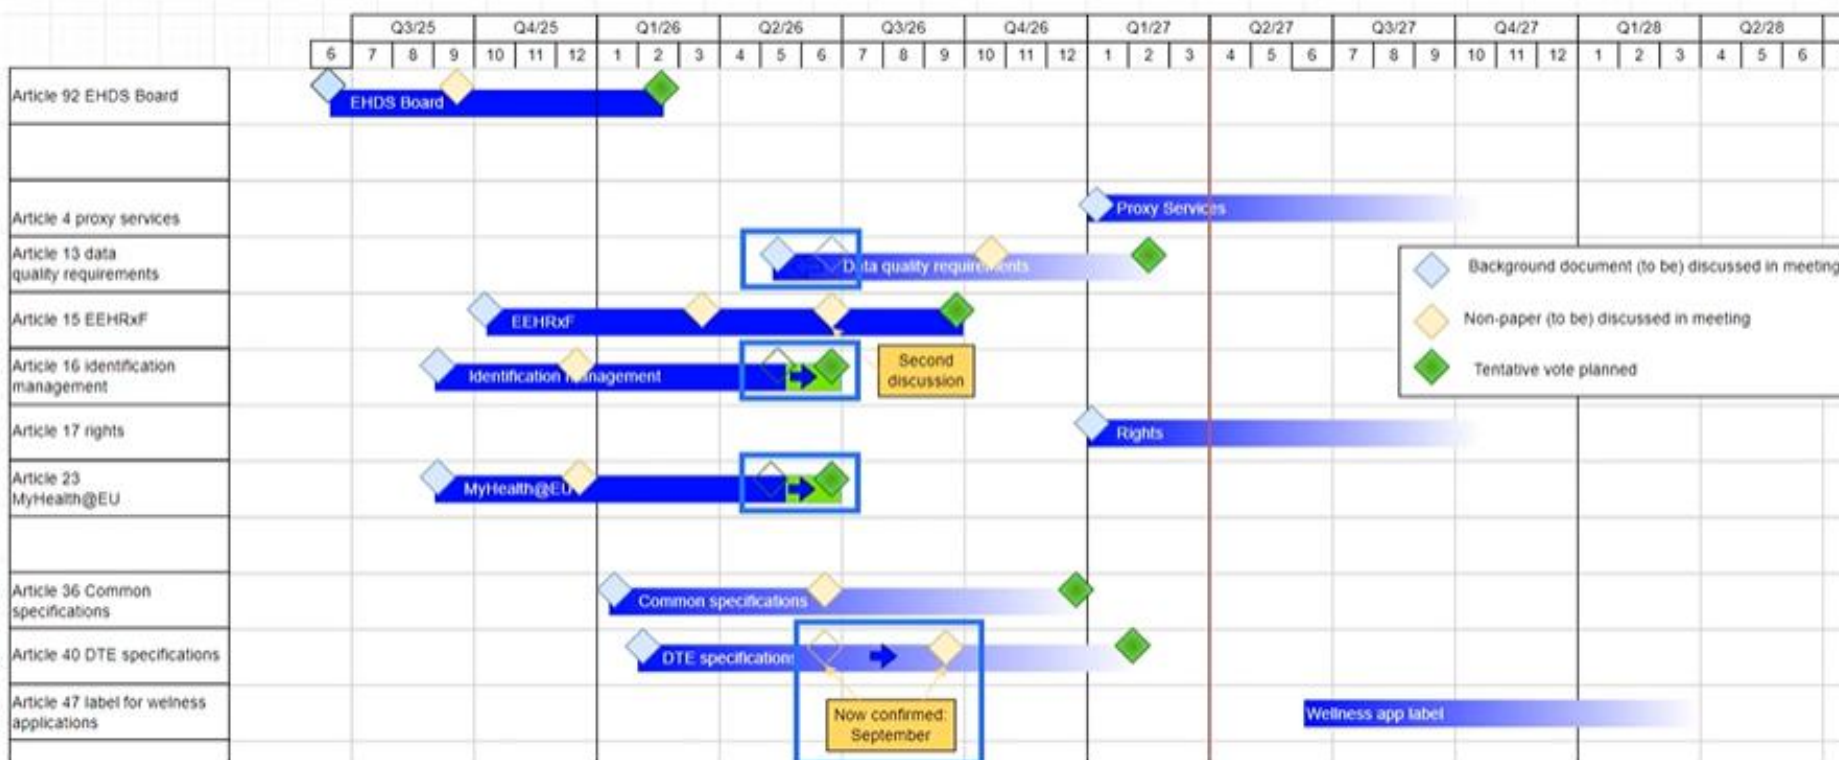 Q3/25 Q4/25 Q1/26 Q2/26 Q3/26 Q4/26 Q1/27 Q2/27 Q3/27 Q4/27 Q1/28 Q2/28
6 7 8 9 10 11 12 1 2 3 4 5 6 7 8 9 10 11 12 1 2 3 4 5 6 7 8 9 10 11 12 1 2 3 4 5 6
Article 92 EHDS Board
EHDS Board
Article 4 proxy services
Proxy Services
Article 13 data
quality requirements
Data quality requirements
Background document (to be) discussed in meeting
Non-paper (to be) discussed in meeting
Tentative vote planned
Article 15 EEHRxF
EEHRxF
Article 16 identification
management
Identification management
Second
discussion
Article 17 rights
Rights
Article 23
MyHealth@EU
MyHealth@EU
Article 36 Common
specifications
Common specifications
Article 40 DTE specifications
DTE specifications
Now confirmed:
September
Article 47 label for welness
applications
Wellness app label